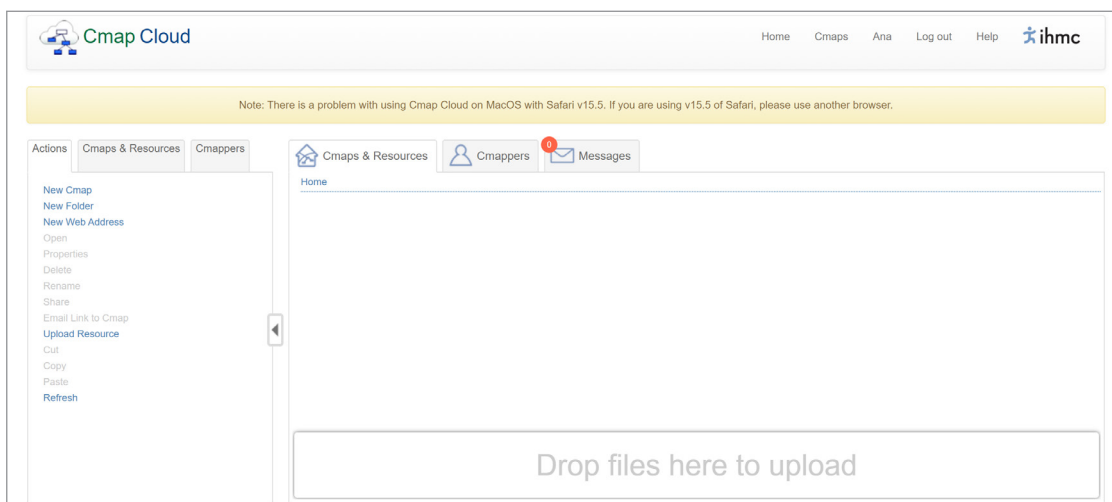 Cmap Cloud
Home Cmaps Ana Log out Help ihmc
Note: There is a problem with using Cmap Cloud on MacOS with Safari v15.5. If you are using v15.5 of Safari, please use another browser.
Actions Cmaps & Resources Cmappers
New Cmap
New Folder
New Web Address
Open
Properties
Delete
Rename
Share
Email Link to Cmap
Upload Resource
Cut
Copy
Paste
Refresh
Cmaps & Resources Cmappers 0 Messages
Home
Drop files here to upload